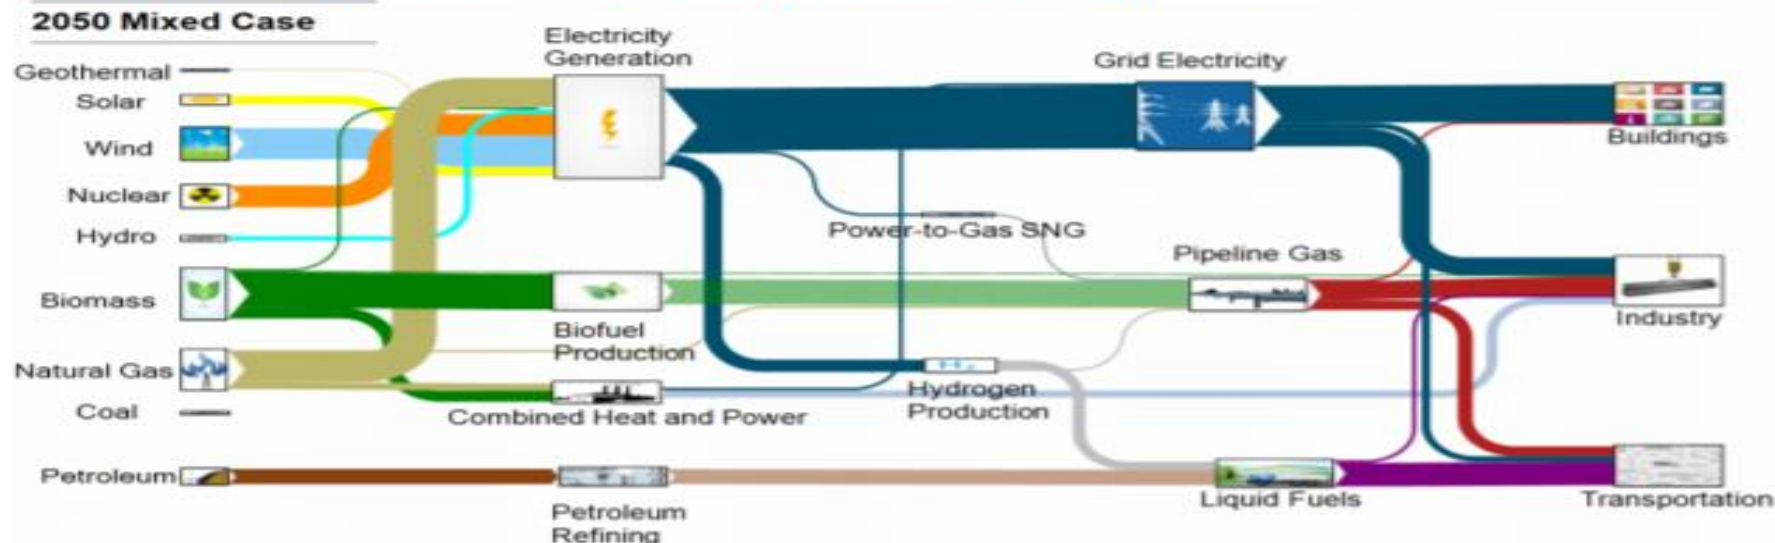 2050 Mixed Case
Electricity
Generation
Grid Electricity
Geothermal
Solar
Wind
Buildings
Nuclear
Hydro
Power-to-Gas SNG
Pipeline Gas
Biomass
Biofuel
Production
Industry
Natural Gas
H₂
Hydrogen
Production
Coal
Combined Heat and Power
Petroleum
Liquid Fuels
Transportation
Petroleum
Refining